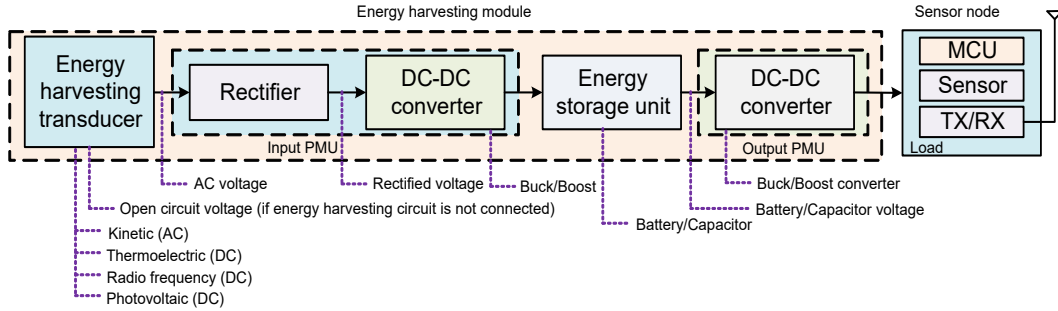 Energy harvesting module
Sensor node
Energy
harvesting
transducer
Rectifier
DC-DC
converter
Energy
storage unit
DC-DC
converter
MCU
Sensor
TX/RX
Input PMU
Output PMU
Load
AC voltage
Rectified voltage
Buck/Boost
Buck/Boost converter
Open circuit voltage (if energy harvesting circuit is not connected)
Battery/Capacitor voltage
Battery/Capacitor
Kinetic (AC)
Thermoelectric (DC)
Radio frequency (DC)
Photovoltaic (DC)